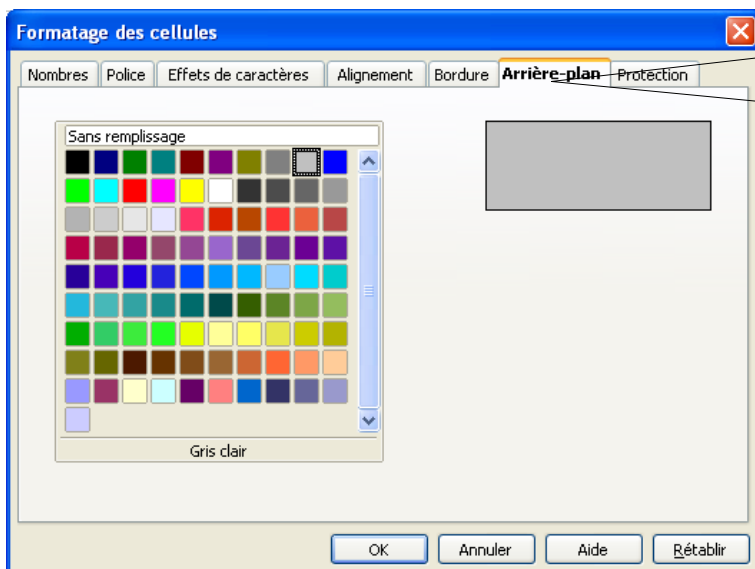 Formatage des cellules
Nombres Police Effets de caractères Alignement Bordure Arrière-plan Protection
Sans remplissage
Gris clair
OK Annuler Aide Rétablir